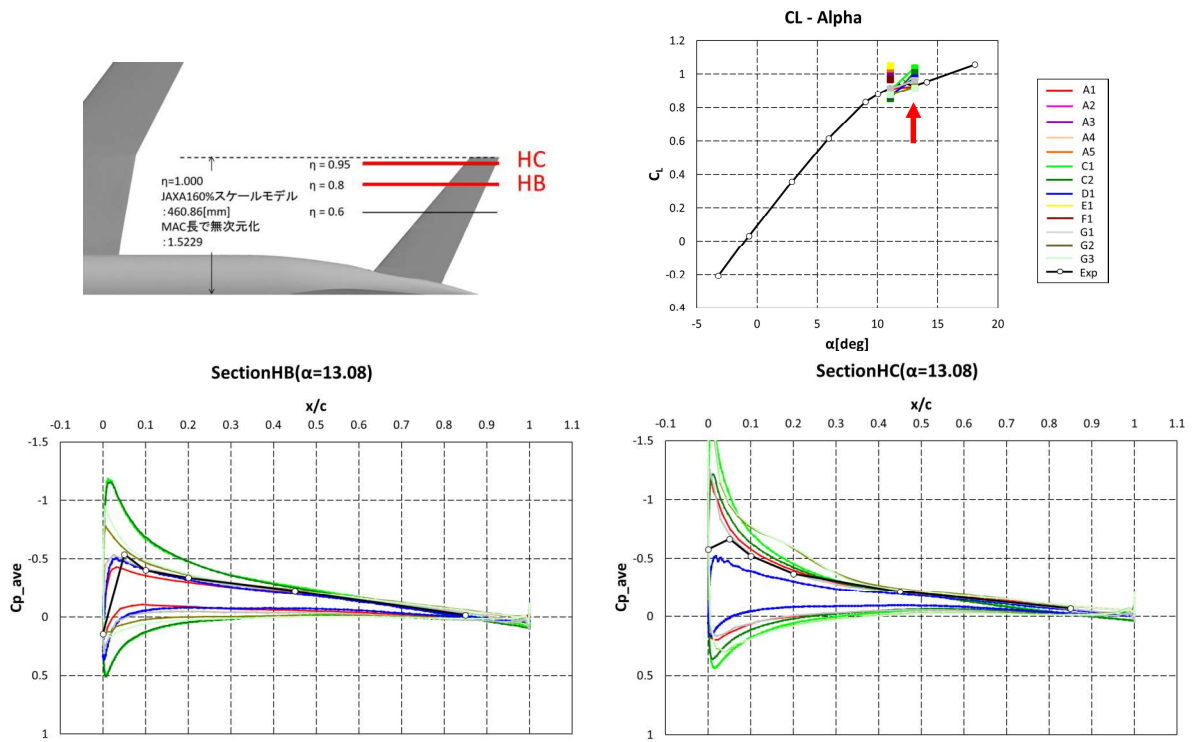 CL - Alpha
1.2
1
0.8
0.6
0.4
0.2
0
-0.2
0.4
-5
0
5
10
15
20
CL
α[deg]
A1
A2
A3
A4
A5
C1
C2
D1
E1
F1
G1
G2
G3
Exp
η = 0.95
HC
η=1.000
η = 0.8
HB
JAXA160%スケールモデル
:460.86[mm]
η = 0.6
MAC長で無次元化
:1.5229
SectionHB(α=13.08)
x/c
-0.1
0
0.1
0.2
0.3
0.4
0.5
0.6
0.7
0.8
0.9
1
1.1
-1.5
-1
-0.5
0
0.5
1
Cp_ave
SectionHC(α=13.08)
x/c
-0.1
0
0.1
0.2
0.3
0.4
0.5
0.6
0.7
0.8
0.9
1
1.1
-1.5
-1
-0.5
0
0.5
1
Cp_ave